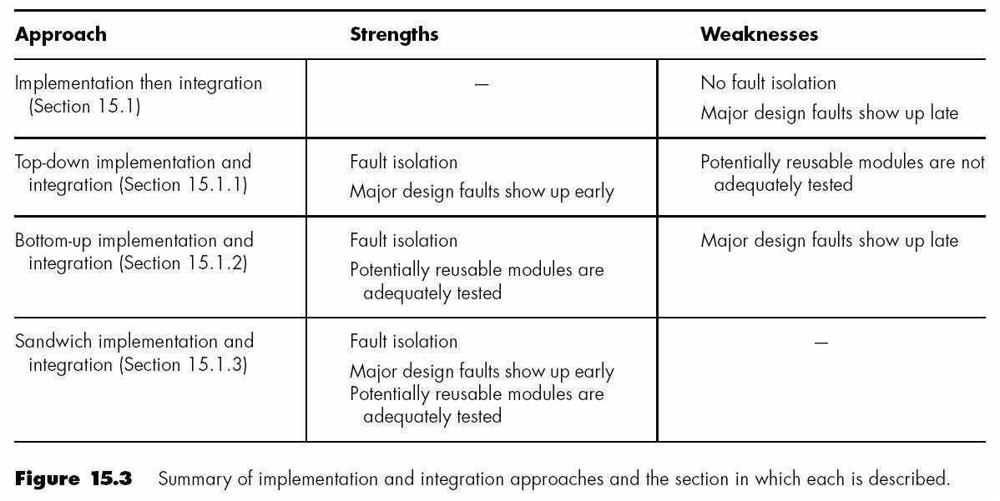 Approach Strengths Weaknesses
Implementation then integration — No fault isolation
(Section 15.1) Major design faults show up late
Top-down implementation and Fault isolation Potentially reusable modules are not
integration (Section 15.1.1) Major design faults show up early adequately tested
Bottom-up implementation and Fault isolation Major design faults show up late
integration (Section 15.1.2) Potentially reusable modules are
adequately tested
Sandwich implementation and Fault isolation —
integration (Section 15.1.3) Major design faults show up early
Potentially reusable modules are
adequately tested
Figure 15.3 Summary of implementation and integration approaches and the section in which each is described.